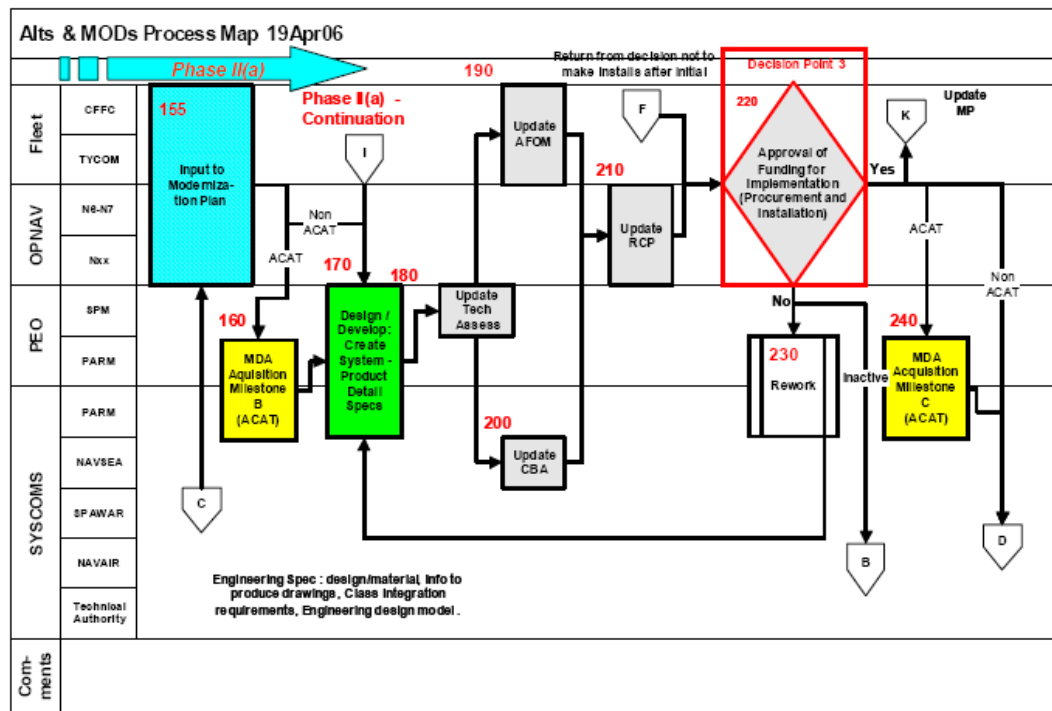 Alts & MODs Process Map 19Apr06
Phase II(a)
190
Return from decision not to
make Installs after Initial
Decision Point 3
Fleet
CFFC
TYCOM
155
Input to
Moderniza-
tion Plan
Phase II(a) -
Continuation
I
Update
AFOM
F
220
Approval of
Funding for
Implementation
(Procurement and
Installation)
Yes
K
Update
MP
OPNAV
N6-N7
Nxx
Non
ACAT
ACAT
210
Update
RCP
ACAT
Non
ACAT
PEO
SPM
PARM
160
MDA
Aquisition
Milestone
B
(ACAT)
170
Design /
Develop:
Create
System -
Product
Detail
Specs
180
Update
Tech
Assess
No
230
Rework
Inactive
240
MDA
Acquisition
Milestone
C
(ACAT)
SYSCOMS
PARM
NAVSEA
SPAWAR
NAVAIR
Technical
Authority
200
Update
CBA
C
B
D
Engineering Spec : design/material, Info to
produce drawings, Class Integration
requirements, Engineering design model .
Com-
ments